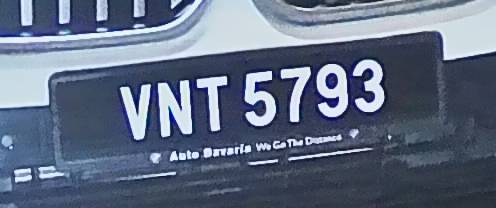 VNT 5793
Auto Bavaria We Go The Distance